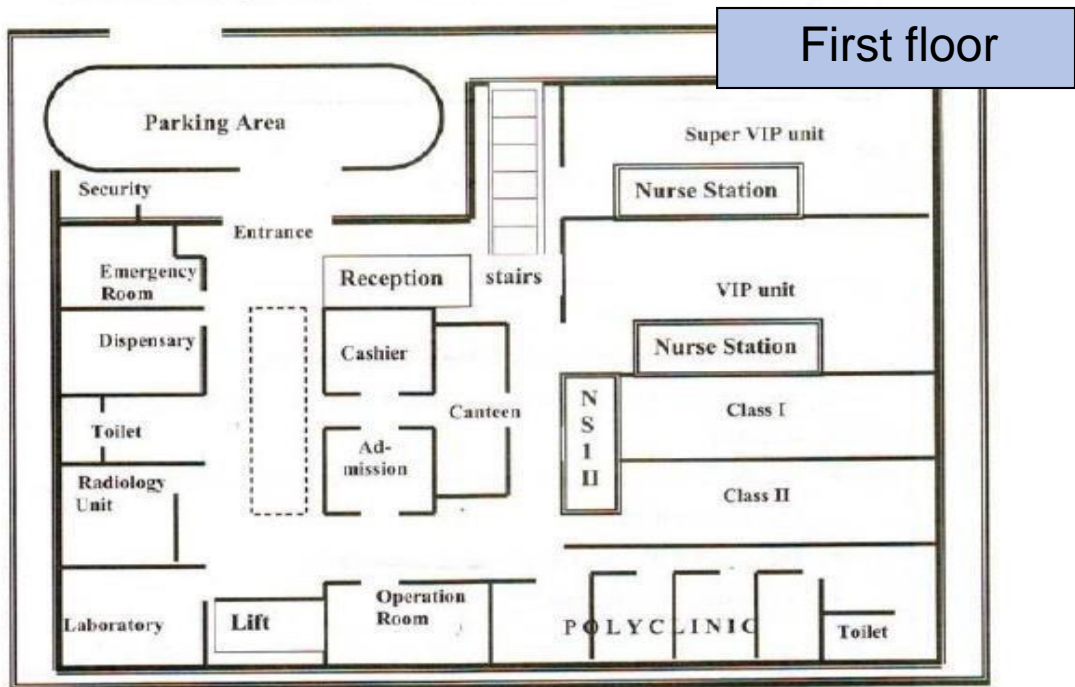 First floor
Parking Area
Super VIP unit
Security
Nurse Station
Entrance
Emergency
Room
Reception
stairs
VIP unit
Dispensary
Cashier
Nurse Station
Toilet
Ad-
mission
Canteen
N
S
I
II
Class I
Radiology
Unit
Class II
Laboratory
Lift
Operation
Room
POLYCLINIC
Toilet